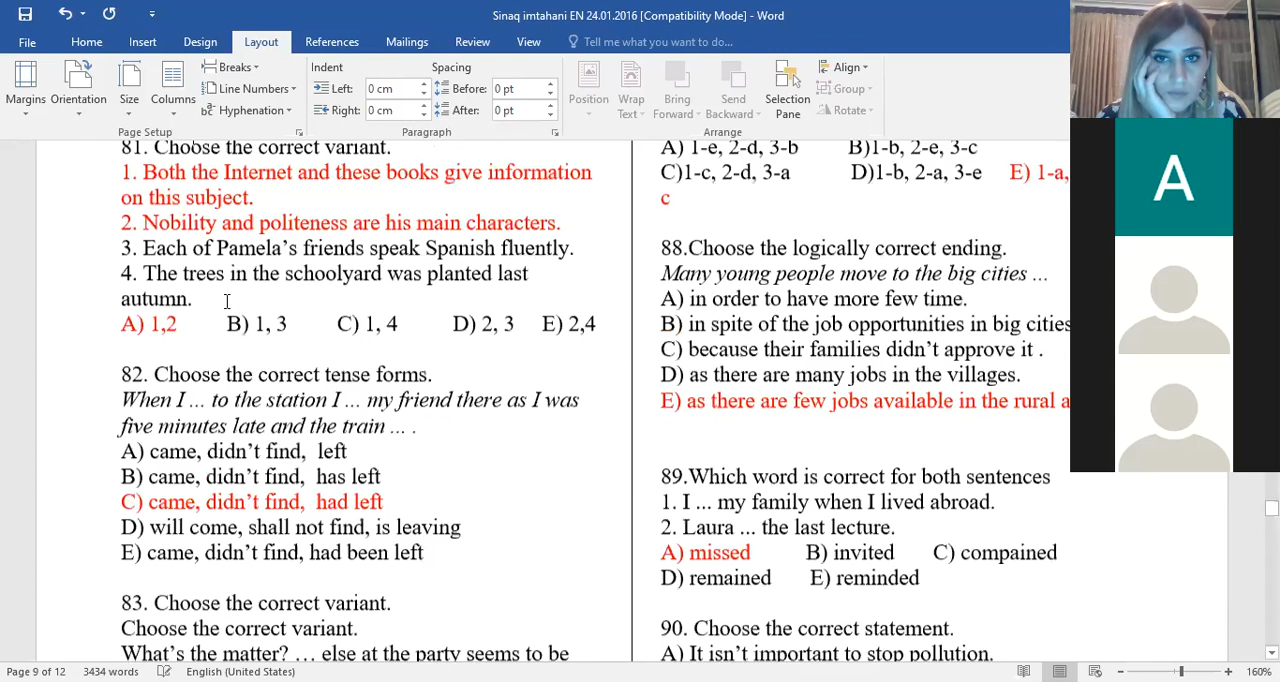 Sinaq imtahani EN 24.01.2016 [Compatibility Mode] - Word
File Home Insert Design Layout References Mailings Review View Tell me what you want to do...
Margins Orientation Size Columns
Breaks
Line Numbers
Hyphenation
Page Setup
Indent
Left: 0 cm
Right: 0 cm
Spacing
Before: 0 pt
After: 0 pt
Paragraph
Position Wrap Text Bring Forward Send Backward Selection Pane
Align
Group
Rotate
Arrange
81. Choose the correct variant.
1. Both the Internet and these books give information
on this subject.
2. Nobility and politeness are his main characters.
3. Each of Pamela’s friends speak Spanish fluently.
4. The trees in the schoolyard was planted last
autumn.
A) 1,2 B) 1, 3 C) 1, 4 D) 2, 3 E) 2,4
82. Choose the correct tense forms.
When I ... to the station I ... my friend there as I was
five minutes late and the train ... .
A) came, didn’t find, left
B) came, didn’t find, has left
C) came, didn’t find, had left
D) will come, shall not find, is leaving
E) came, didn’t find, had been left
83. Choose the correct variant.
Choose the correct variant.
What’s the matter? … else at the party seems to be
A) 1-e, 2-d, 3-b B)1-b, 2-e, 3-c
C)1-c, 2-d, 3-a D)1-b, 2-a, 3-e E) 1-a,
c
88.Choose the logically correct ending.
Many young people move to the big cities ...
A) in order to have more few time.
B) in spite of the job opportunities in big cities
C) because their families didn’t approve it .
D) as there are many jobs in the villages.
E) as there are few jobs available in the rural a
89.Which word is correct for both sentences
1. I ... my family when I lived abroad.
2. Laura ... the last lecture.
A) missed B) invited C) compained
D) remained E) reminded
90. Choose the correct statement.
A) It isn’t important to stop pollution.
A
Page 9 of 12 3434 words English (United States) 160%